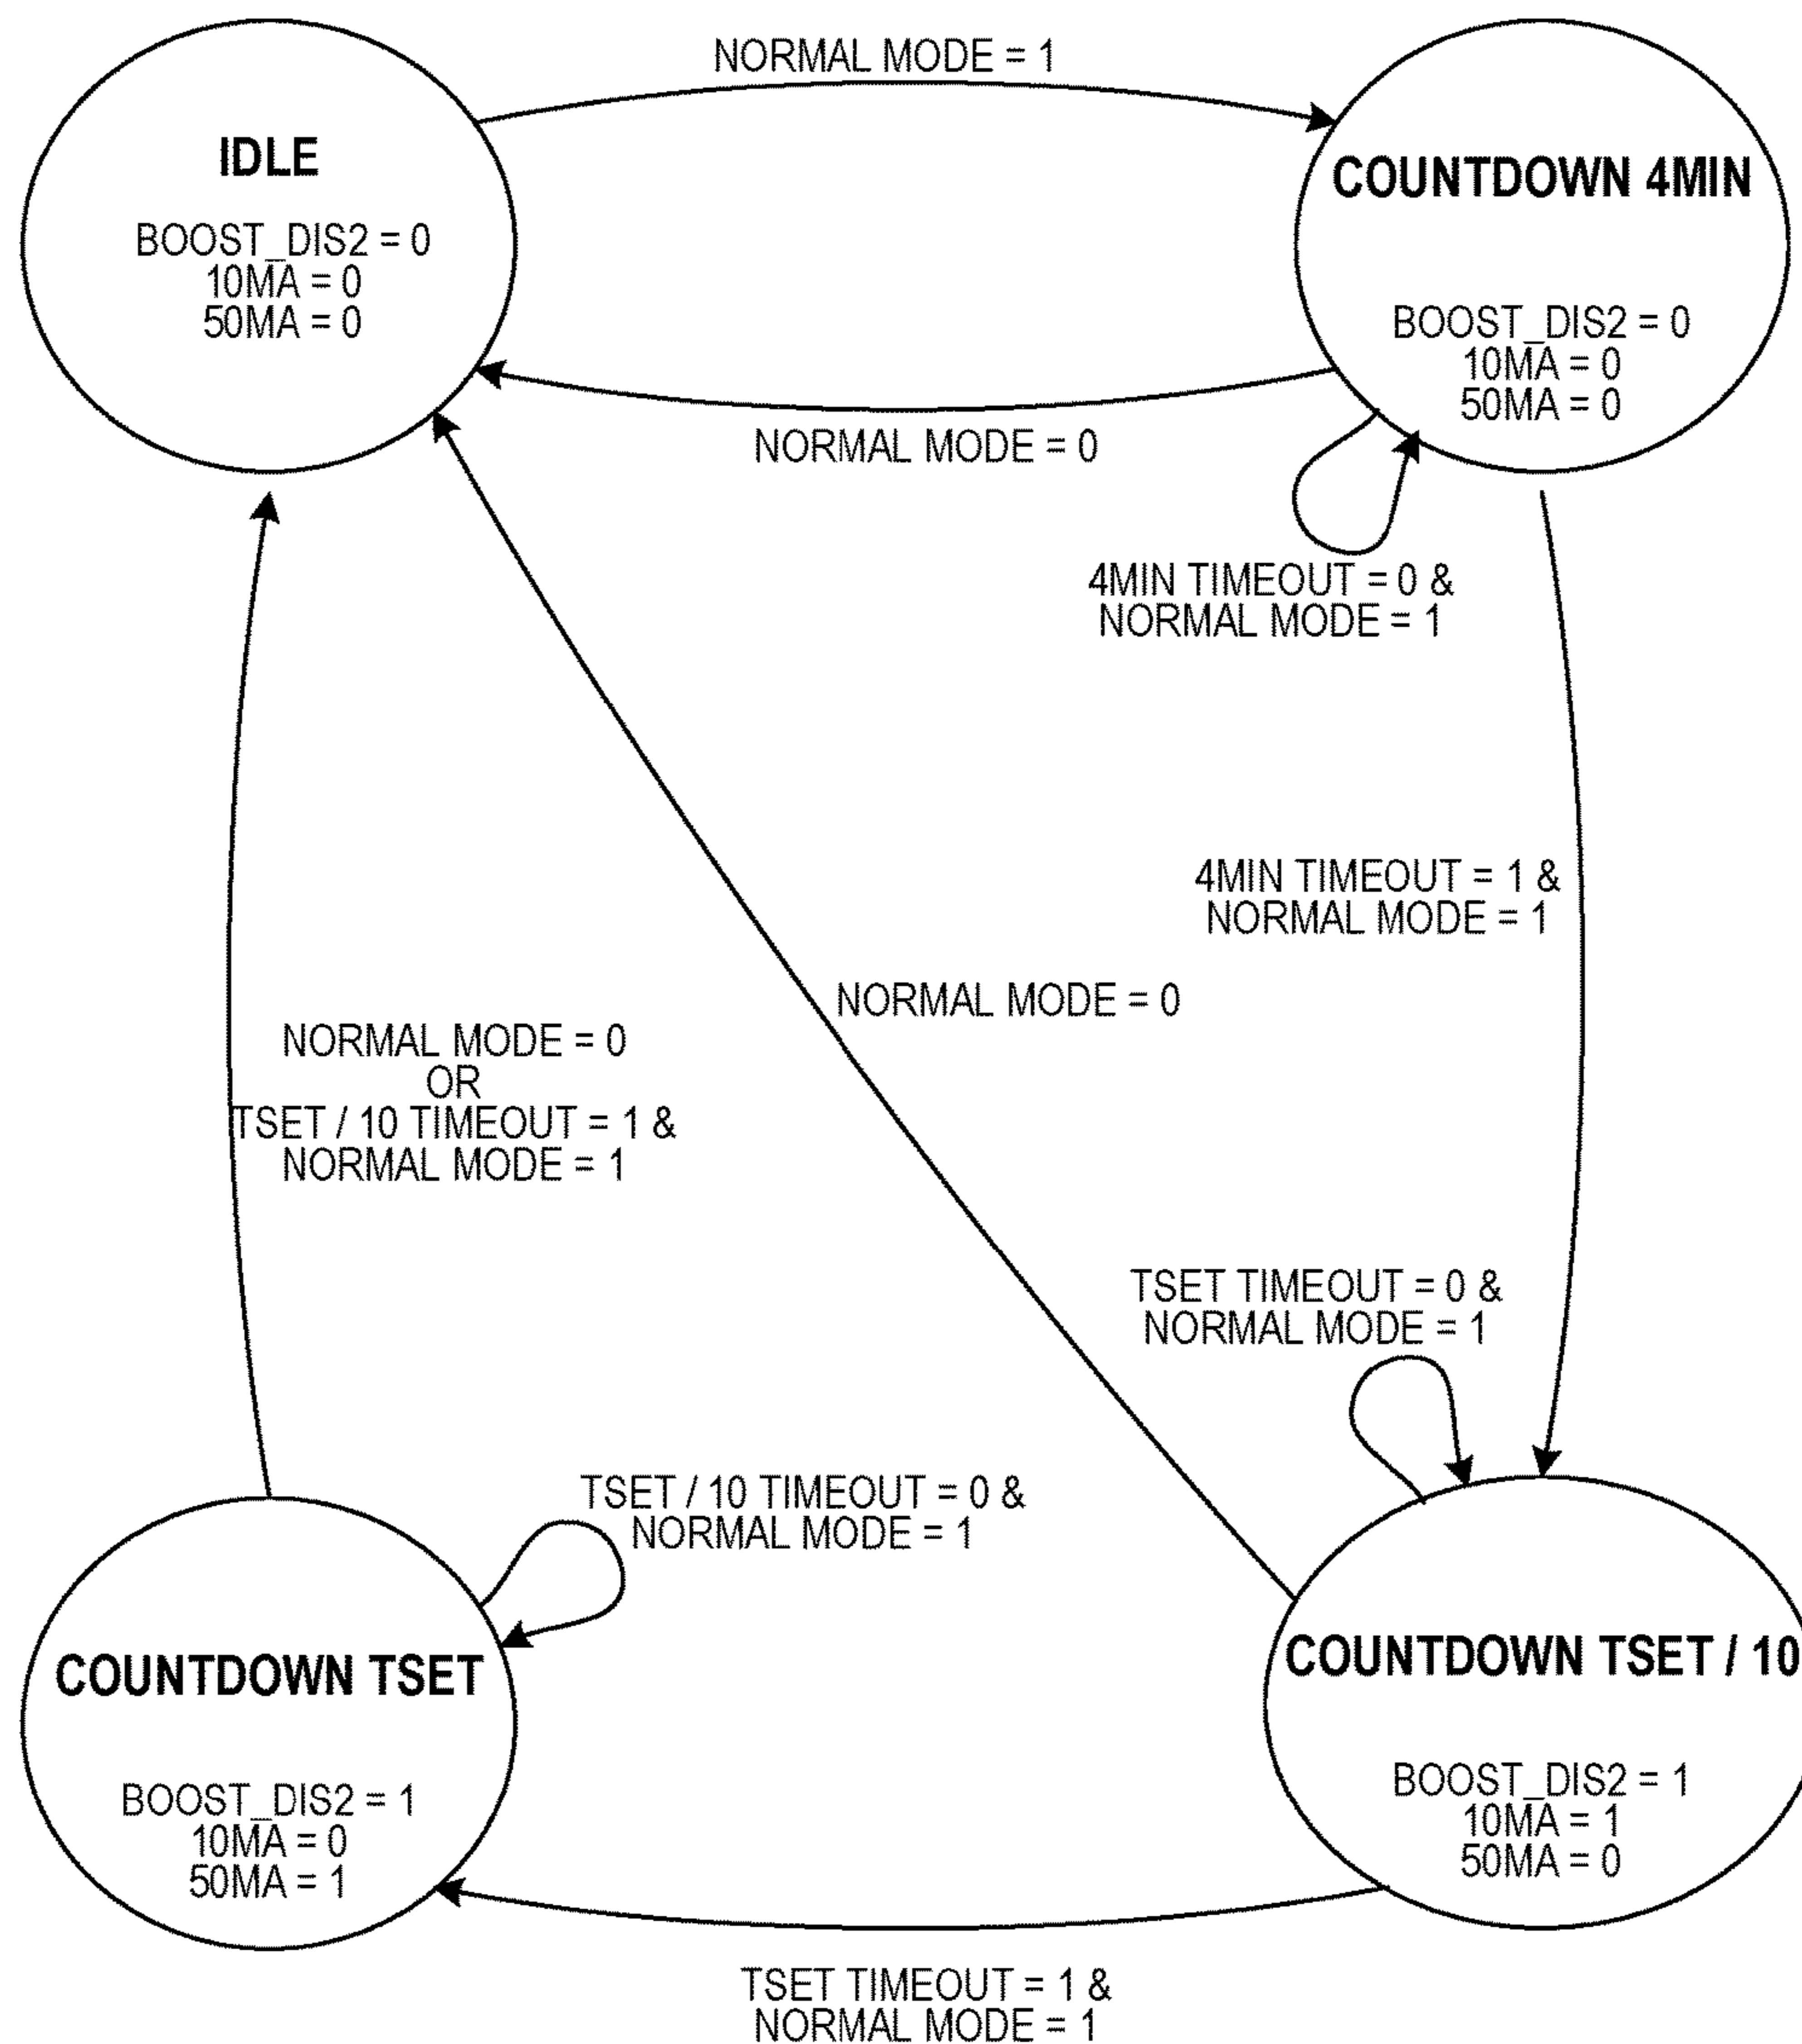 NORMAL MODE = 1
IDLE
BOOST_DIS2 = 0
10MA = 0
50MA = 0
COUNTDOWN 4MIN
BOOST_DIS2 = 0
10MA = 0
50MA = 0
NORMAL MODE = 0
4MIN TIMEOUT = 0 &
NORMAL MODE = 1
4MIN TIMEOUT = 1 &
NORMAL MODE = 1
NORMAL MODE = 0
NORMAL MODE = 0
OR
TSET / 10 TIMEOUT = 1 &
NORMAL MODE = 1
TSET TIMEOUT = 0 &
NORMAL MODE = 1
TSET / 10 TIMEOUT = 0 &
NORMAL MODE = 1
COUNTDOWN TSET
BOOST_DIS2 = 1
10MA = 0
50MA = 1
COUNTDOWN TSET / 10
BOOST_DIS2 = 1
10MA = 1
50MA = 0
TSET TIMEOUT = 1 &
NORMAL MODE = 1